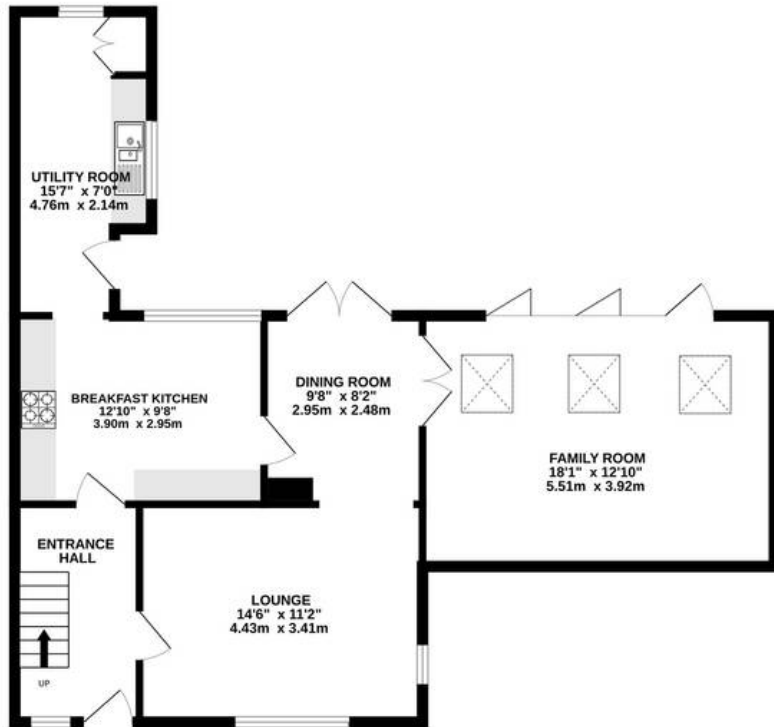 UTILITY ROOM
15'7" x 7'0"
4.76m x 2.14m
BREAKFAST KITCHEN
12'10" x 9'8"
3.90m x 2.95m
DINING ROOM
9'8" x 8'2"
2.95m x 2.48m
FAMILY ROOM
18'1" x 12'10"
5.51m x 3.92m
ENTRANCE
HALL
LOUNGE
14'6" x 11'2"
4.43m x 3.41m
UP